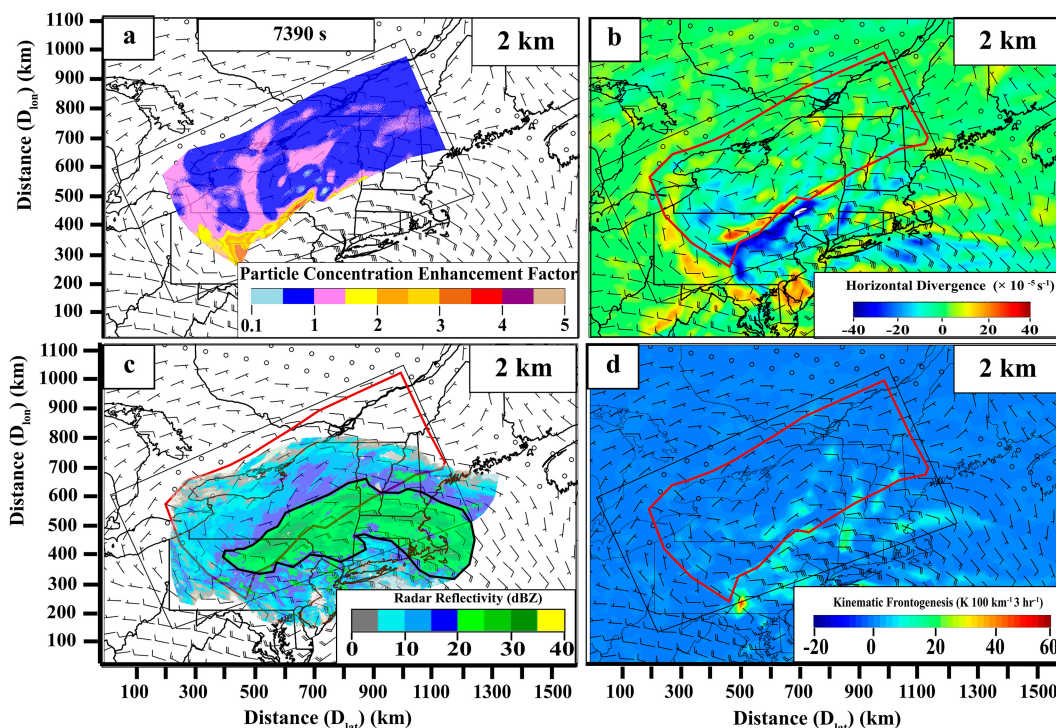 a
7390 s
2 km
b
2 km
1100
1000
900
800
700
600
500
400
300
200
100
Distance (D_lon) (km)
Particle Concentration Enhancement Factor
0.1 1 2 3 4 5
Horizontal Divergence (× 10 -5 s-1)
-40 -20 0 20 40
c
2 km
d
2 km
1100
1000
900
800
700
600
500
400
300
200
100
Distance (D_lon) (km)
Radar Reflectivity (dBZ)
0 10 20 30 40
Kinematic Frontogenesis (K 100 km-1 3 hr-1)
-20 0 20 40 60
100 300 500 700 900 1100 1300 1500
100 300 500 700 900 1100 1300 1500
Distance (D_lat) (km)
Distance (D_lat) (km)